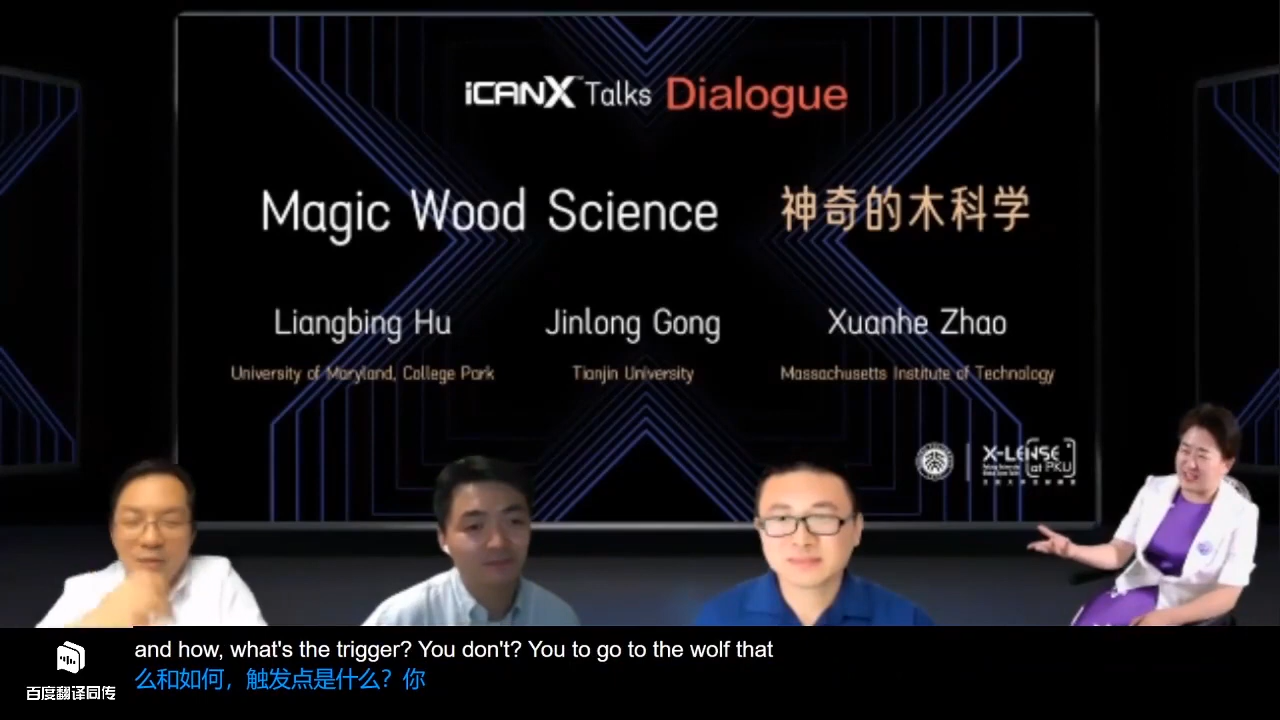 iCANX Talks Dialogue
Magic Wood Science 神奇的木科学
Liangbing Hu Jinlong Gong Xuanhe Zhao
University of Maryland, College Park Tianjin University Massachusetts Institute of Technology
X-LENSE
at PKU
and how, what's the trigger? You don't? You to go to the wolf that
么和如何，触发点是什么？你
百度翻译同传